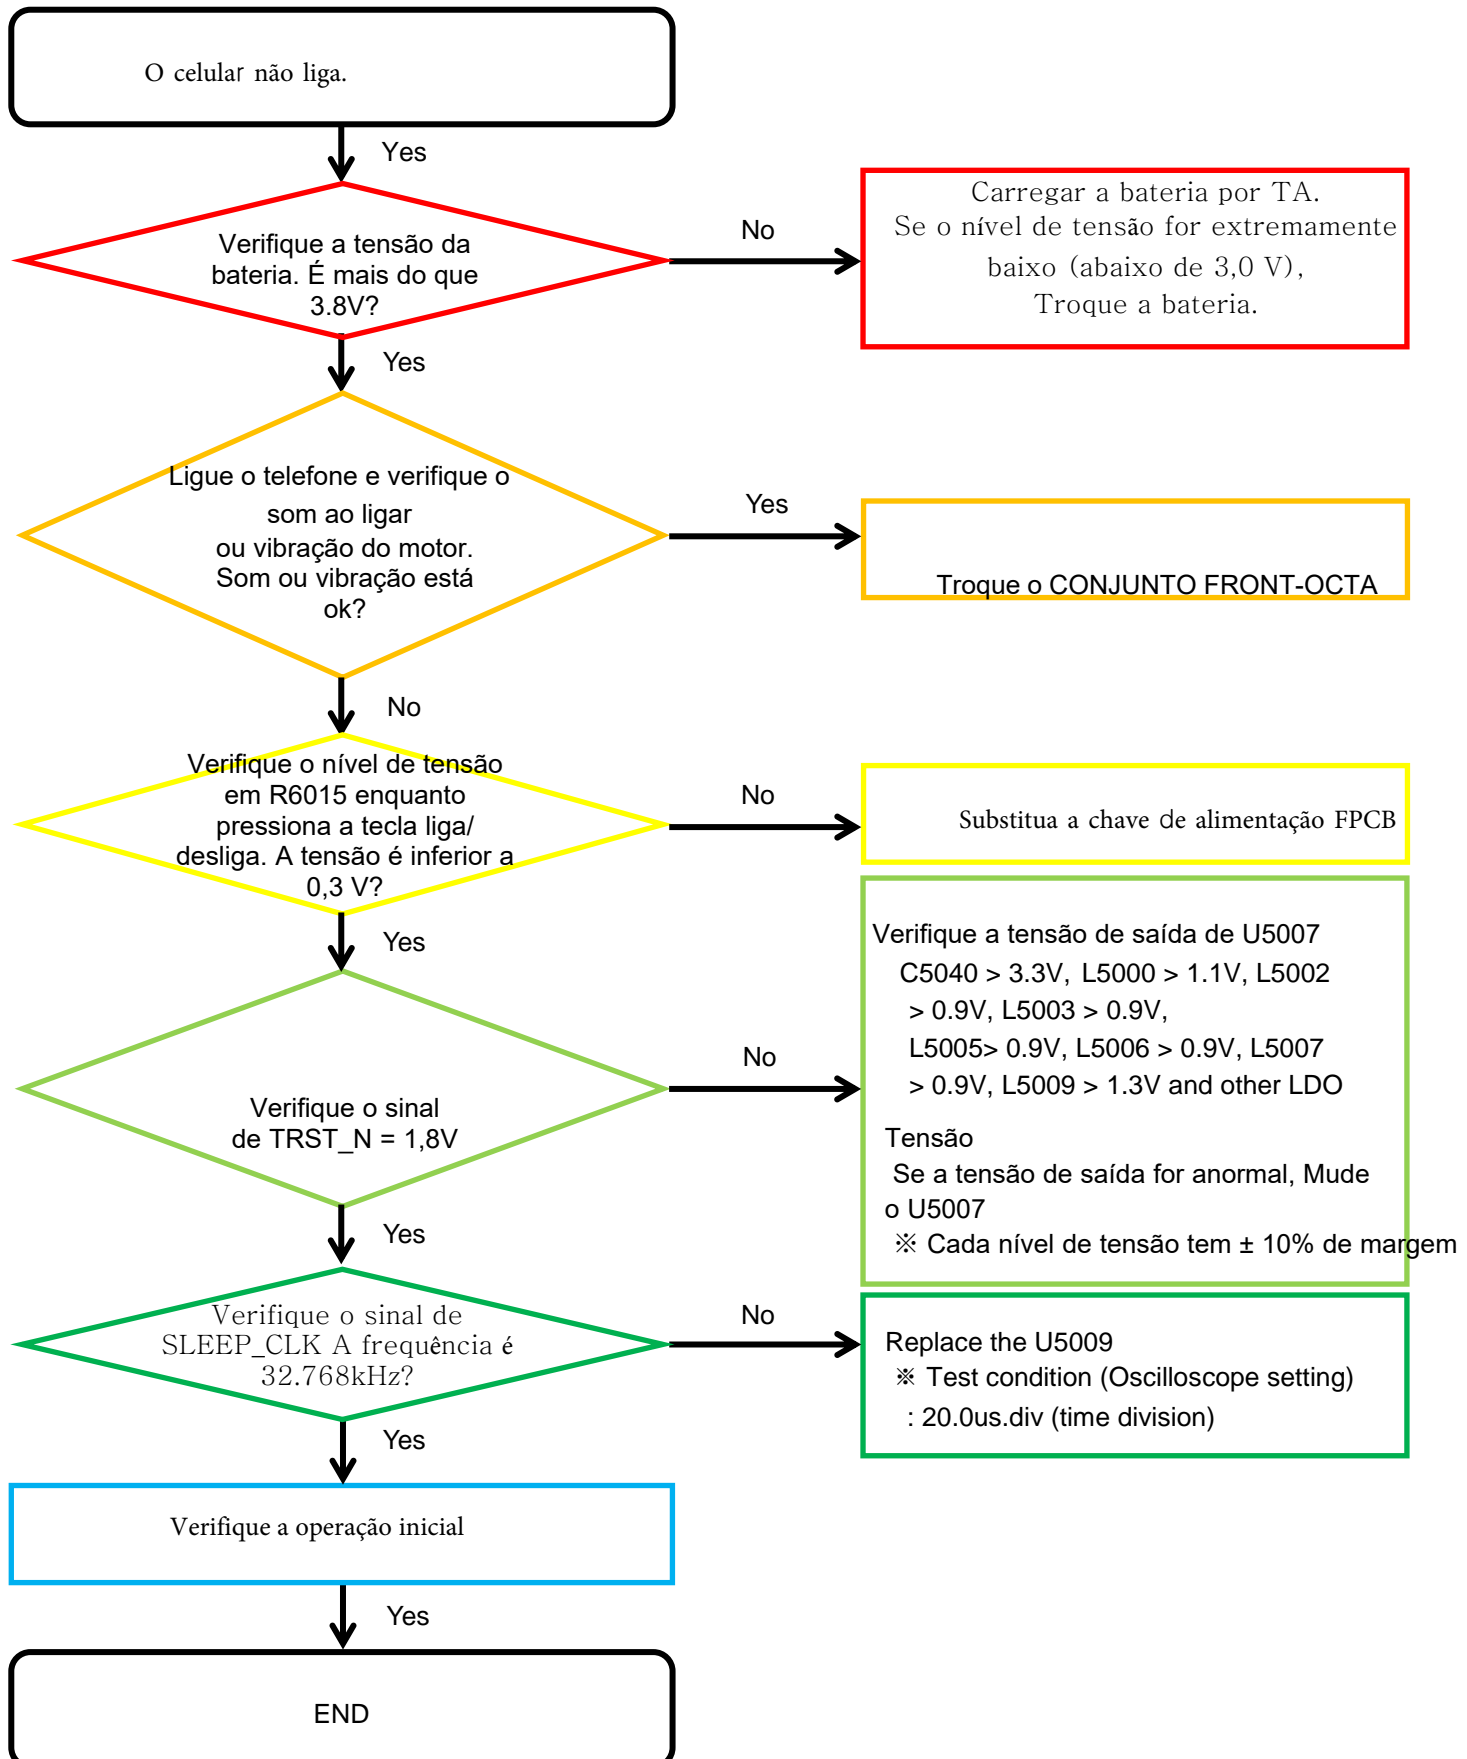 O celular não liga.
Yes
Verifique a tensão da
bateria. É mais do que
3.8V?
No
Carregar a bateria por TA.
Se o nível de tensão for extremamente
baixo (abaixo de 3,0 V),
Troque a bateria.
Yes
Ligue o telefone e verifique o
som ao ligar
ou vibração do motor.
Som ou vibração está
ok?
Yes
Troque o CONJUNTO FRONT-OCTA
No
Verifique o nível de tensão
em R6015 enquanto
pressiona a tecla liga/
desliga. A tensão é inferior a
0,3 V?
No
Substitua a chave de alimentação FPCB
Yes
Verifique o sinal
de TRST_N = 1,8V
No
Verifique a tensão de saída de U5007
C5040 > 3.3V, L5000 > 1.1V, L5002
> 0.9V, L5003 > 0.9V,
L5005> 0.9V, L5006 > 0.9V, L5007
> 0.9V, L5009 > 1.3V and other LDO
Tensão
Se a tensão de saída for anormal, Mude
o U5007
※ Cada nível de tensão tem ± 10% de margem
Yes
Verifique o sinal de
SLEEP_CLK A frequência é
32.768kHz?
No
Replace the U5009
※ Test condition (Oscilloscope setting)
: 20.0us.div (time division)
Yes
Verifique a operação inicial
Yes
END